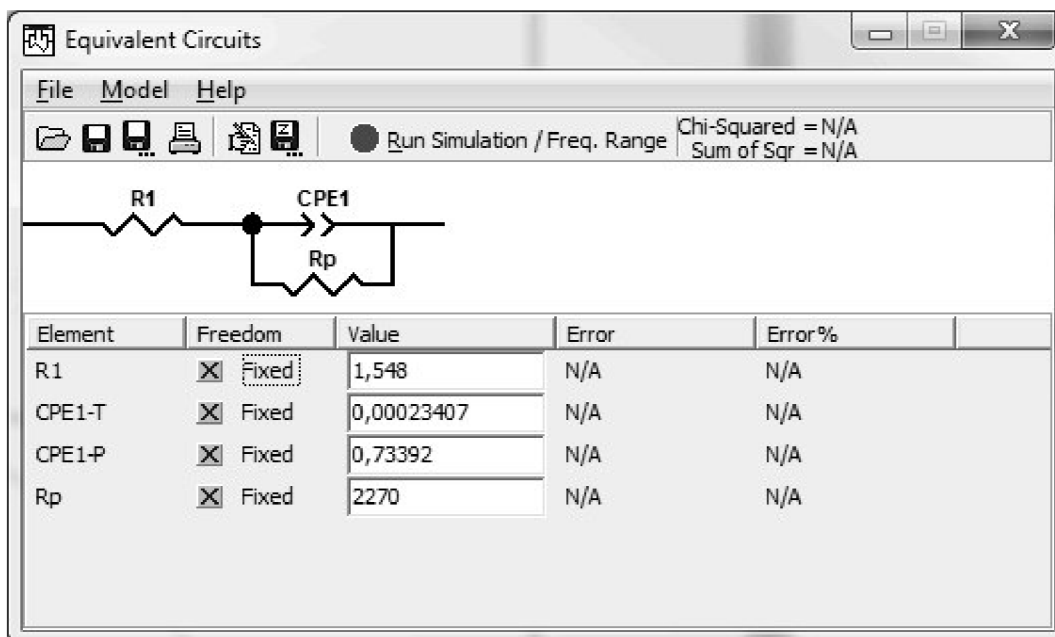 Equivalent Circuits
File Model Help
Run Simulation / Freq. Range
Chi-Squared = N/A
Sum of Sqr = N/A
R1
CPE1
Rp
Element Freedom Value Error Error%
R1 Fixed 1,548 N/A N/A
CPE1-T Fixed 0,00023407 N/A N/A
CPE1-P Fixed 0,73392 N/A N/A
Rp Fixed 2270 N/A N/A